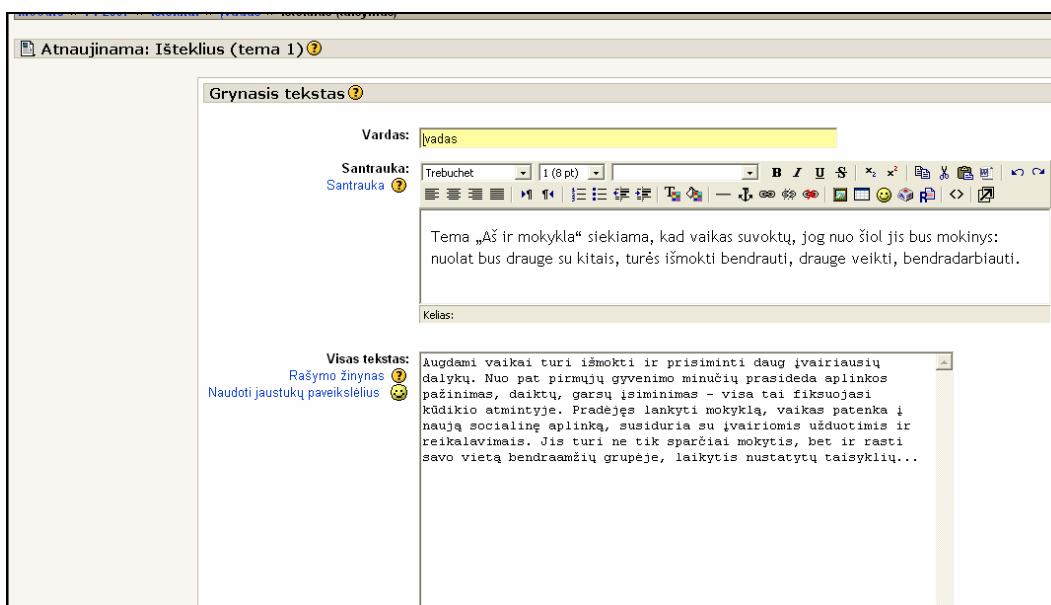 Atnaujinama: Išteklius (tema 1)
Grynasis tekstas
Vardas: Įvadas
Santrauka:
Santrauka
Trebuchet 1 (8 pt) B I U S x₂ x²
Tema „Aš ir mokykla“ siekiama, kad vaikas suvoktų, jog nuo šiol jis bus mokinys:
nuolat bus drauge su kitais, turės išmokti bendrauti, drauge veikti, bendradarbiauti.
Kelias:
Visas tekstas:
Rašymo žinynas
Naudoti jaustukų paveikslėlius
Augdami vaikai turi išmokti ir prisiminti daug įvairiausių
dalykų. Nuo pat pirmųjų gyvenimo minučių prasideda aplinkos
pažinimas, daiktų, garsų įsiminimas – visa tai fiksuojasi
kūdikio atmintyje. Pradėjęs lankyti mokyklą, vaikas patenka į
naują socialinę aplinką, susiduria su įvairiomis užduotimis ir
reikalavimais. Jis turi ne tik sparčiai mokytis, bet ir rasti
savo vietą bendraamžių grupėje, laikytis nustatytų taisyklių...